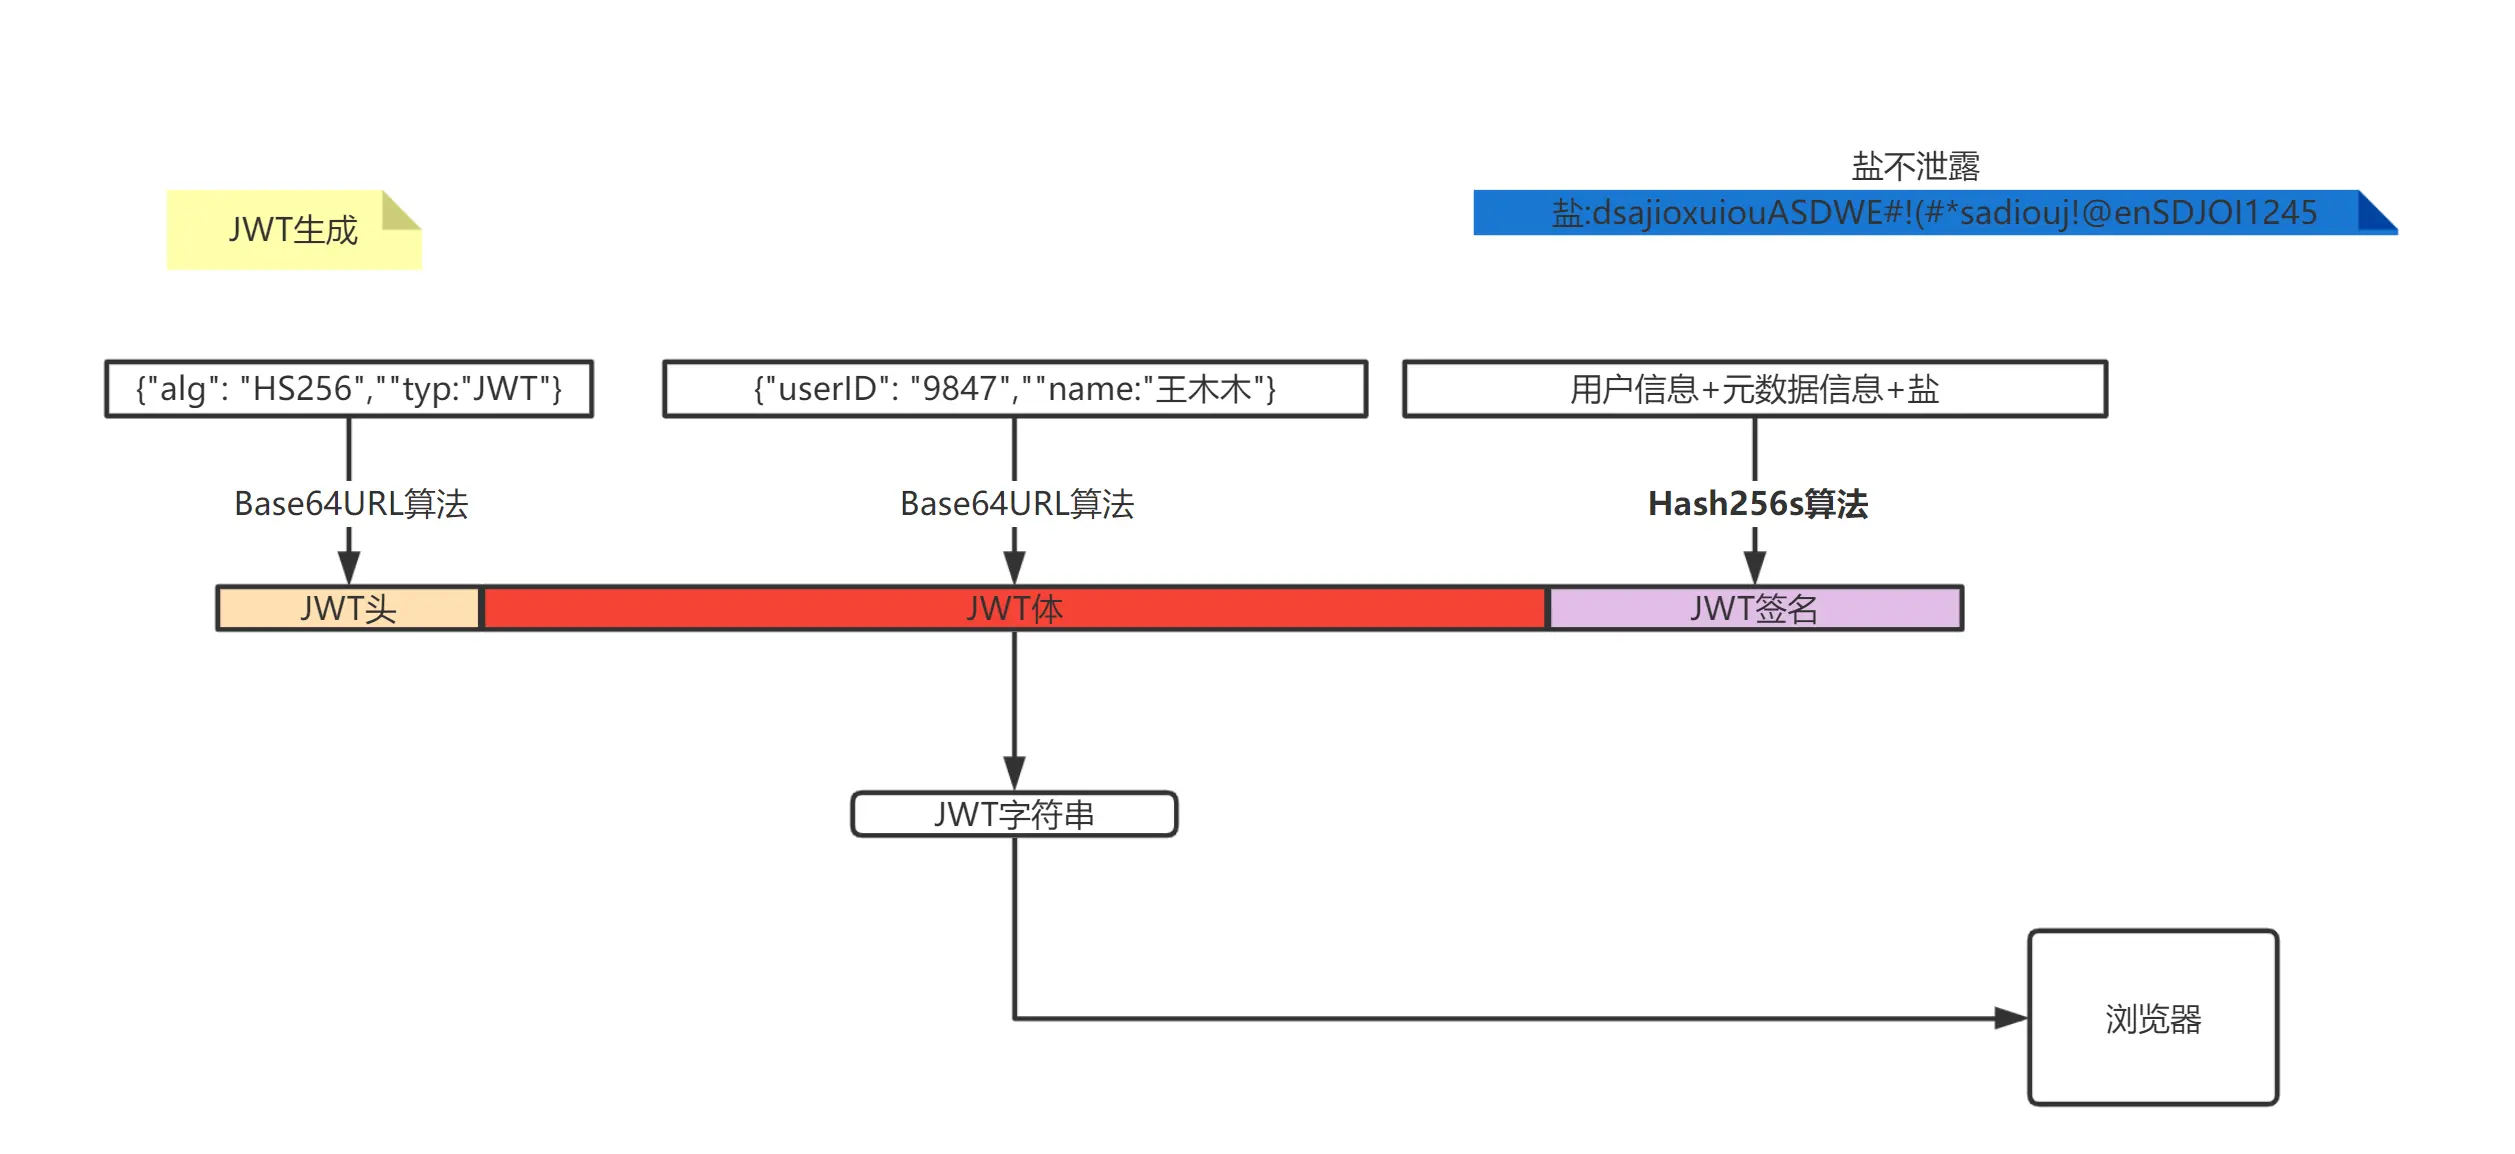 盐不泄露
JWT生成
盐:dsajioxuiouASDWE#!(#*sadiouj!@enSDJOI1245
{"alg": "HS256",""typ:"JWT"}
{"userID": "9847",""name:"王木木"}
用户信息+元数据信息+盐
Base64URL算法
Base64URL算法
Hash256s算法
JWT头
JWT体
JWT签名
JWT字符串
浏览器